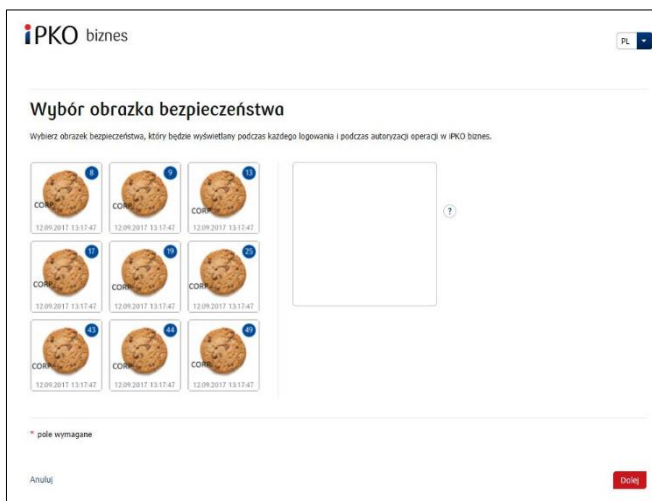 iPKO biznes
PL
Wybór obrazka bezpieczeństwa
Wybierz obrazek bezpieczeństwa, który będzie wyświetlany podczas każdego logowania i podczas autoryzacji operacji w iPKO biznes.
8 9 13
CORP CORP CORP
12.09.2017 13:17:47 12.09.2017 13:17:47 12.09.2017 13:17:47
?
17 19 25
CORP CORP CORP
12.09.2017 13:17:47 12.09.2017 13:17:47 12.09.2017 13:17:47
43 44 49
CORP CORP CORP
12.09.2017 13:17:47 12.09.2017 13:17:47 12.09.2017 13:17:47
* pole wymagane
Anuluj
Dalej